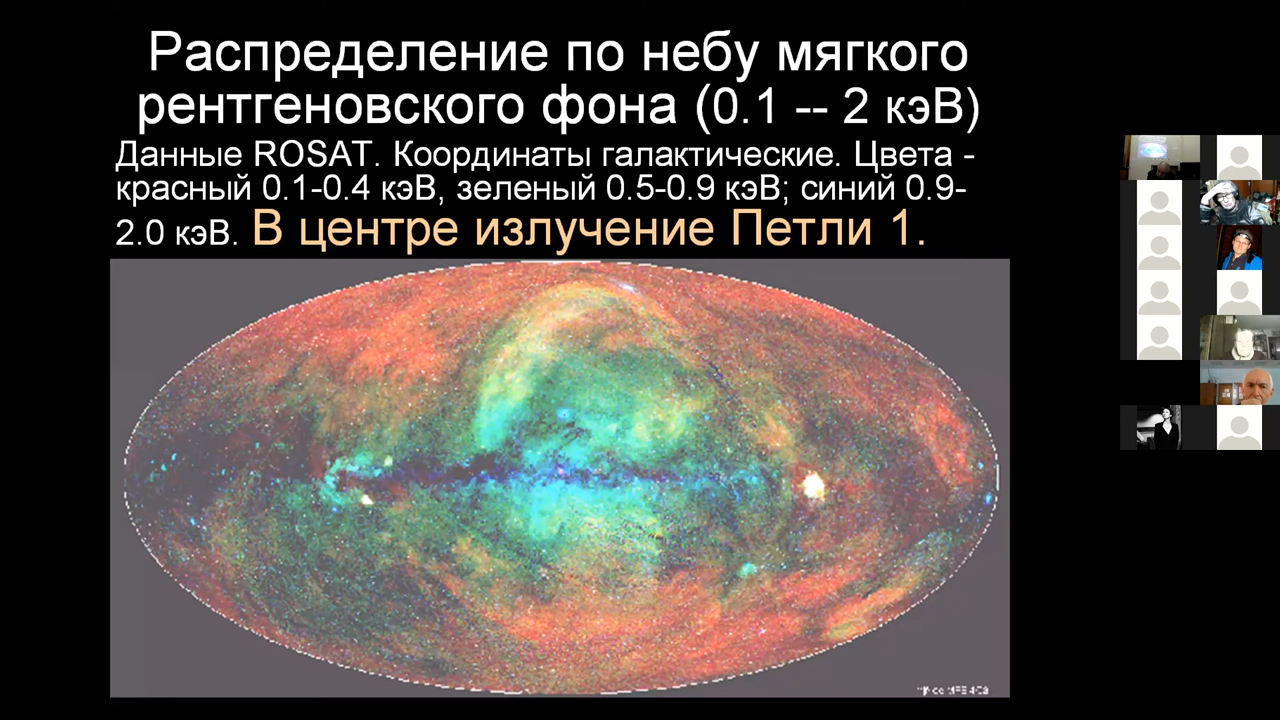 Распределение по небу мягкого
рентгеновского фона (0.1 -- 2 кэВ)
Данные ROSAT. Координаты галактические. Цвета -
красный 0.1-0.4 кэВ, зеленый 0.5-0.9 кэВ; синий 0.9-
2.0 кэВ. В центре излучение Петли 1.